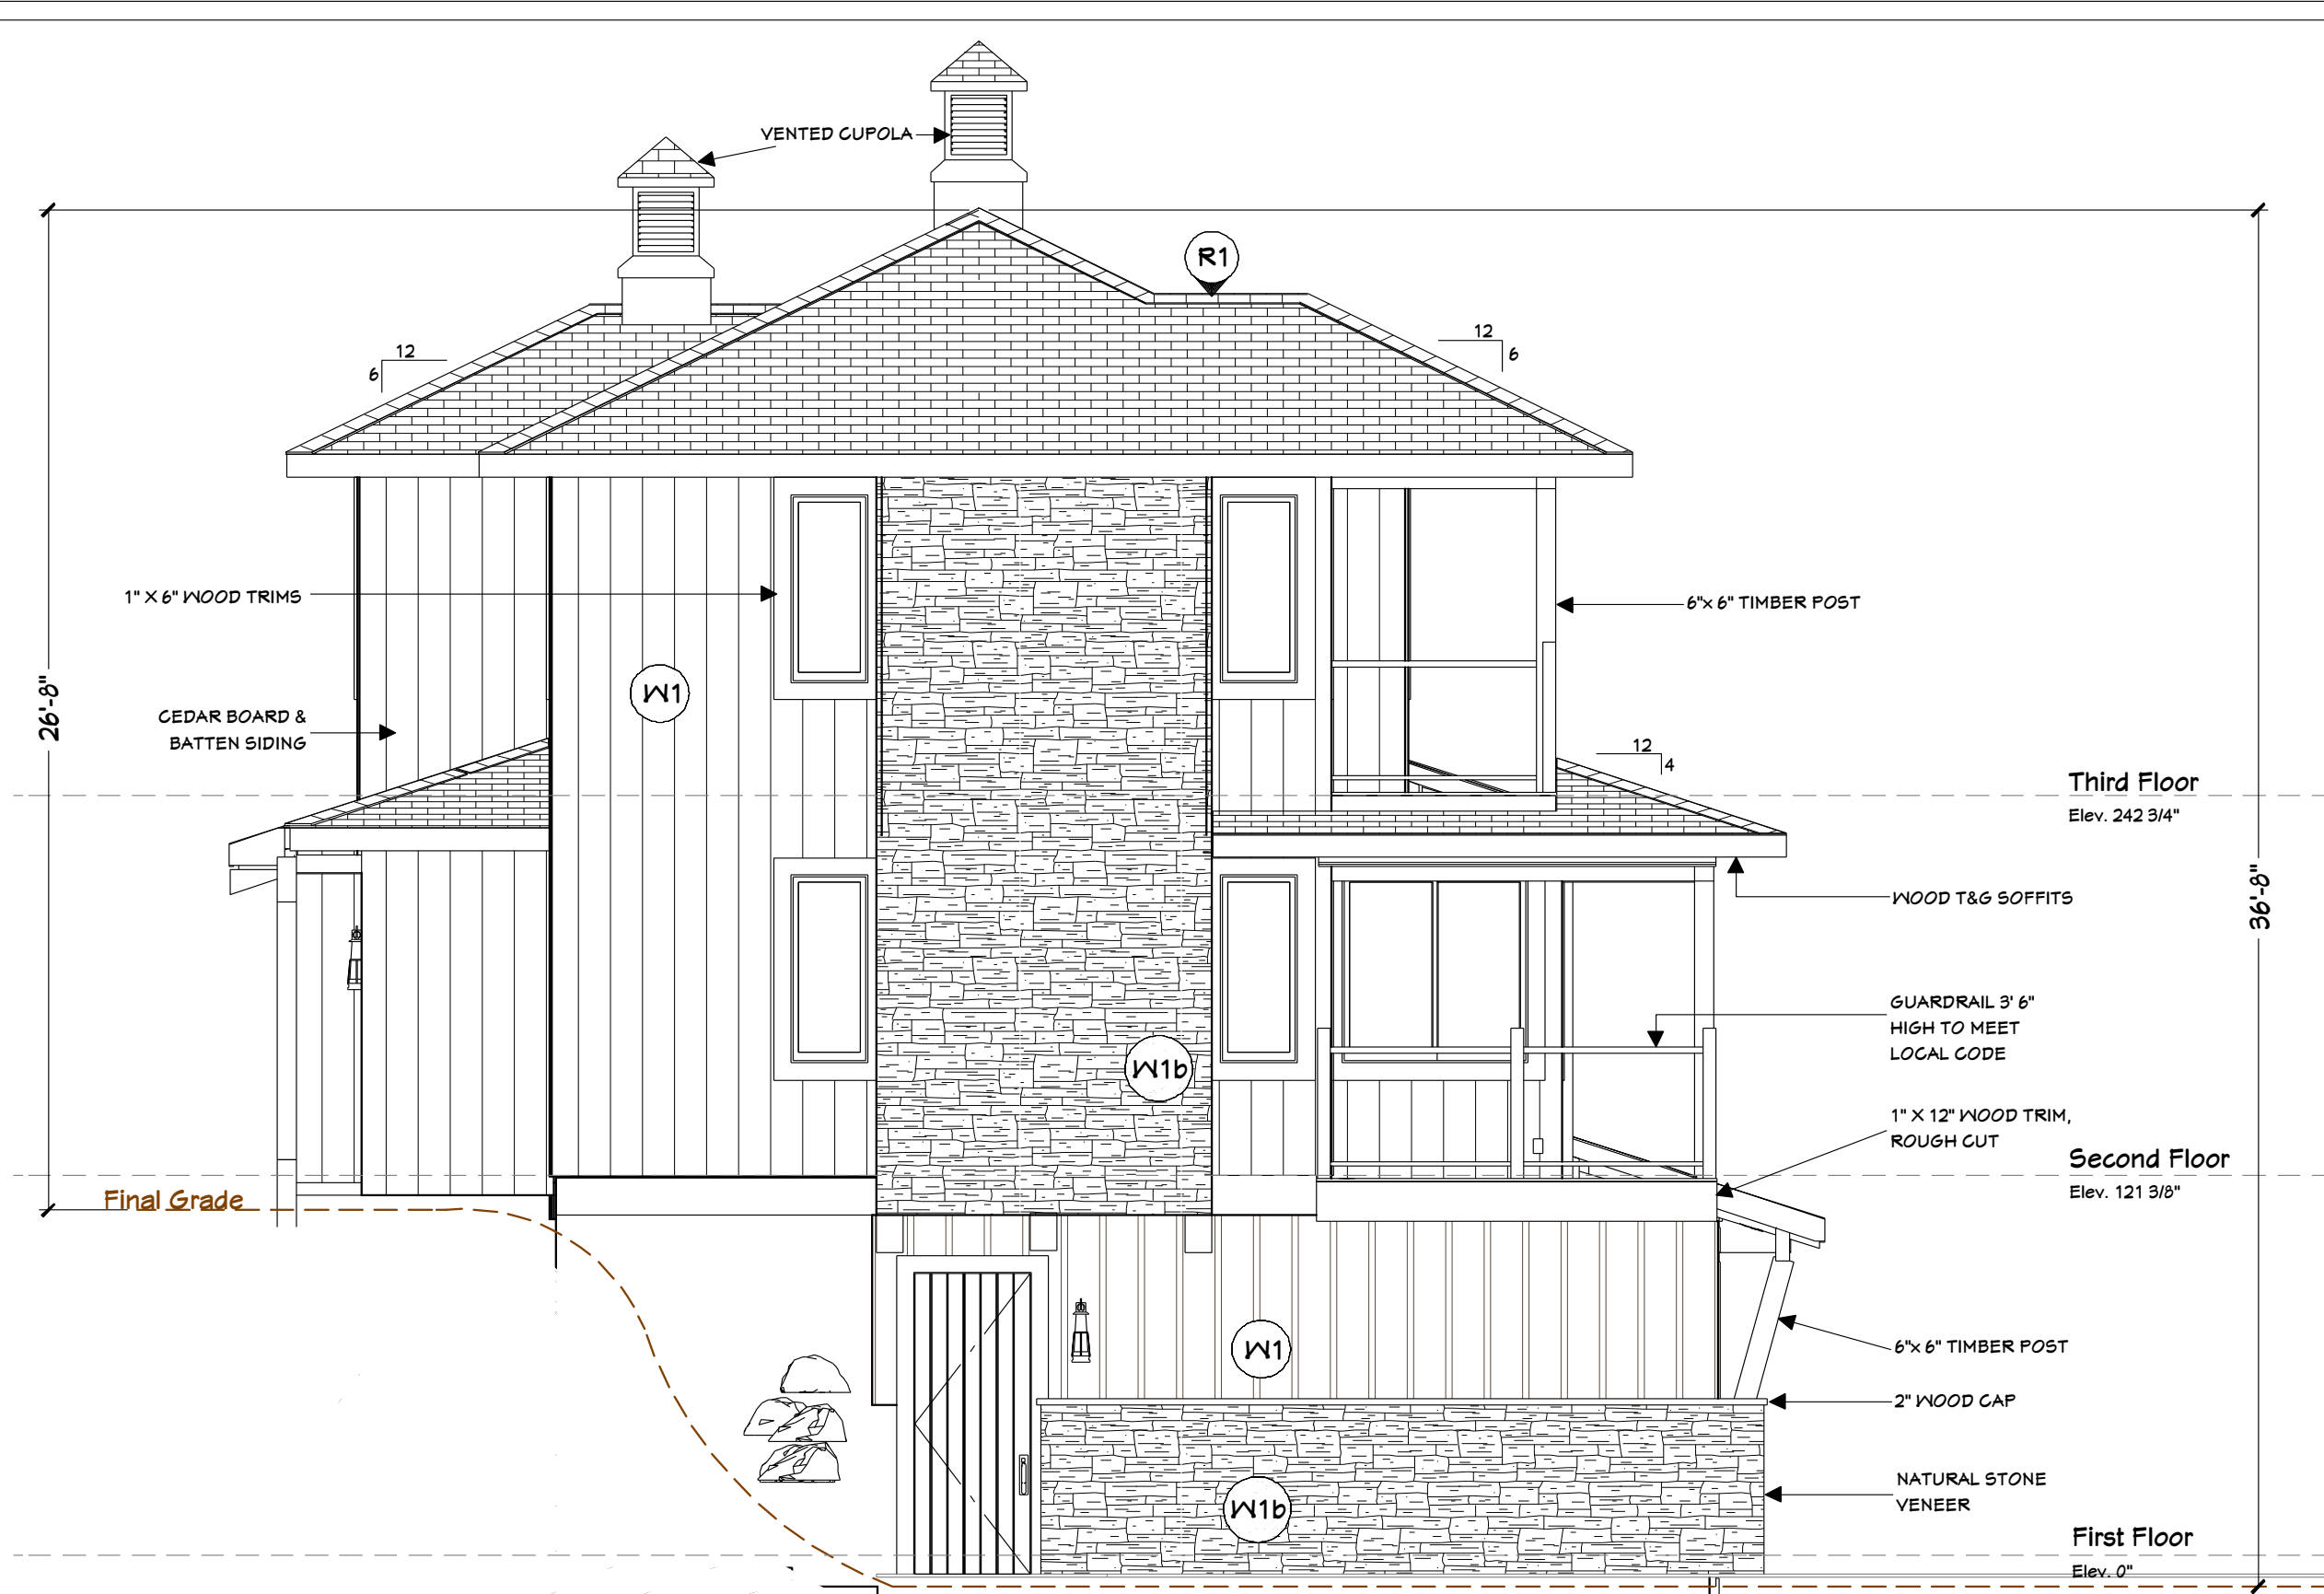 VENTED CUPOLA
R1
12
6
12
6
1" X 6" WOOD TRIMS
6"x 6" TIMBER POST
W1
26'-8"
CEDAR BOARD &
BATTEN SIDING
12
4
Third Floor
Elev. 242 3/4"
WOOD T&G SOFFITS
36'-8"
GUARDRAIL 3' 6"
HIGH TO MEET
LOCAL CODE
W1b
1" X 12" WOOD TRIM,
ROUGH CUT
Second Floor
Elev. 121 3/8"
Final Grade
W1
6"x 6" TIMBER POST
2" WOOD CAP
NATURAL STONE
VENEER
W1b
First Floor
Elev. 0"